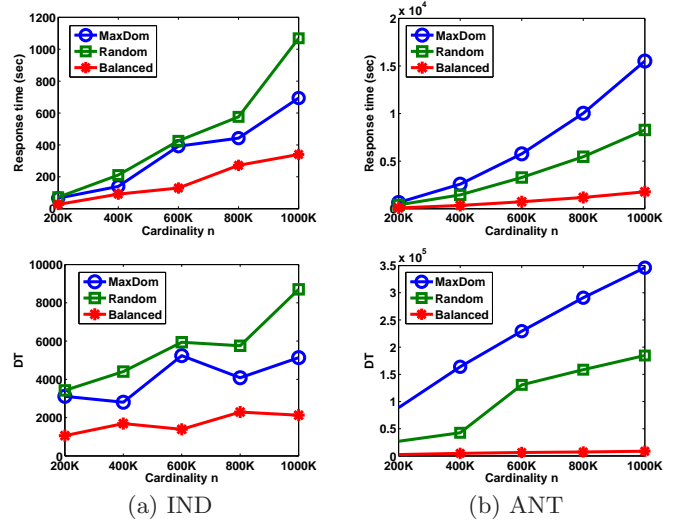 1200
1000
800
600
400
200
0
Response time (sec)
MaxDom
Random
Balanced
200K 400K 600K 800K 1000K
Cardinality n
2 x 10^4
1.5
1
0.5
0
Response time (sec)
MaxDom
Random
Balanced
200K 400K 600K 800K 1000K
Cardinality n
10000
8000
6000
4000
2000
0
DT
MaxDom
Random
Balanced
200K 400K 600K 800K 1000K
Cardinality n
x 10^5
3.5
3
2.5
2
1.5
1
0.5
0
DT
MaxDom
Random
Balanced
200K 400K 600K 800K 1000K
Cardinality n
(a) IND
(b) ANT